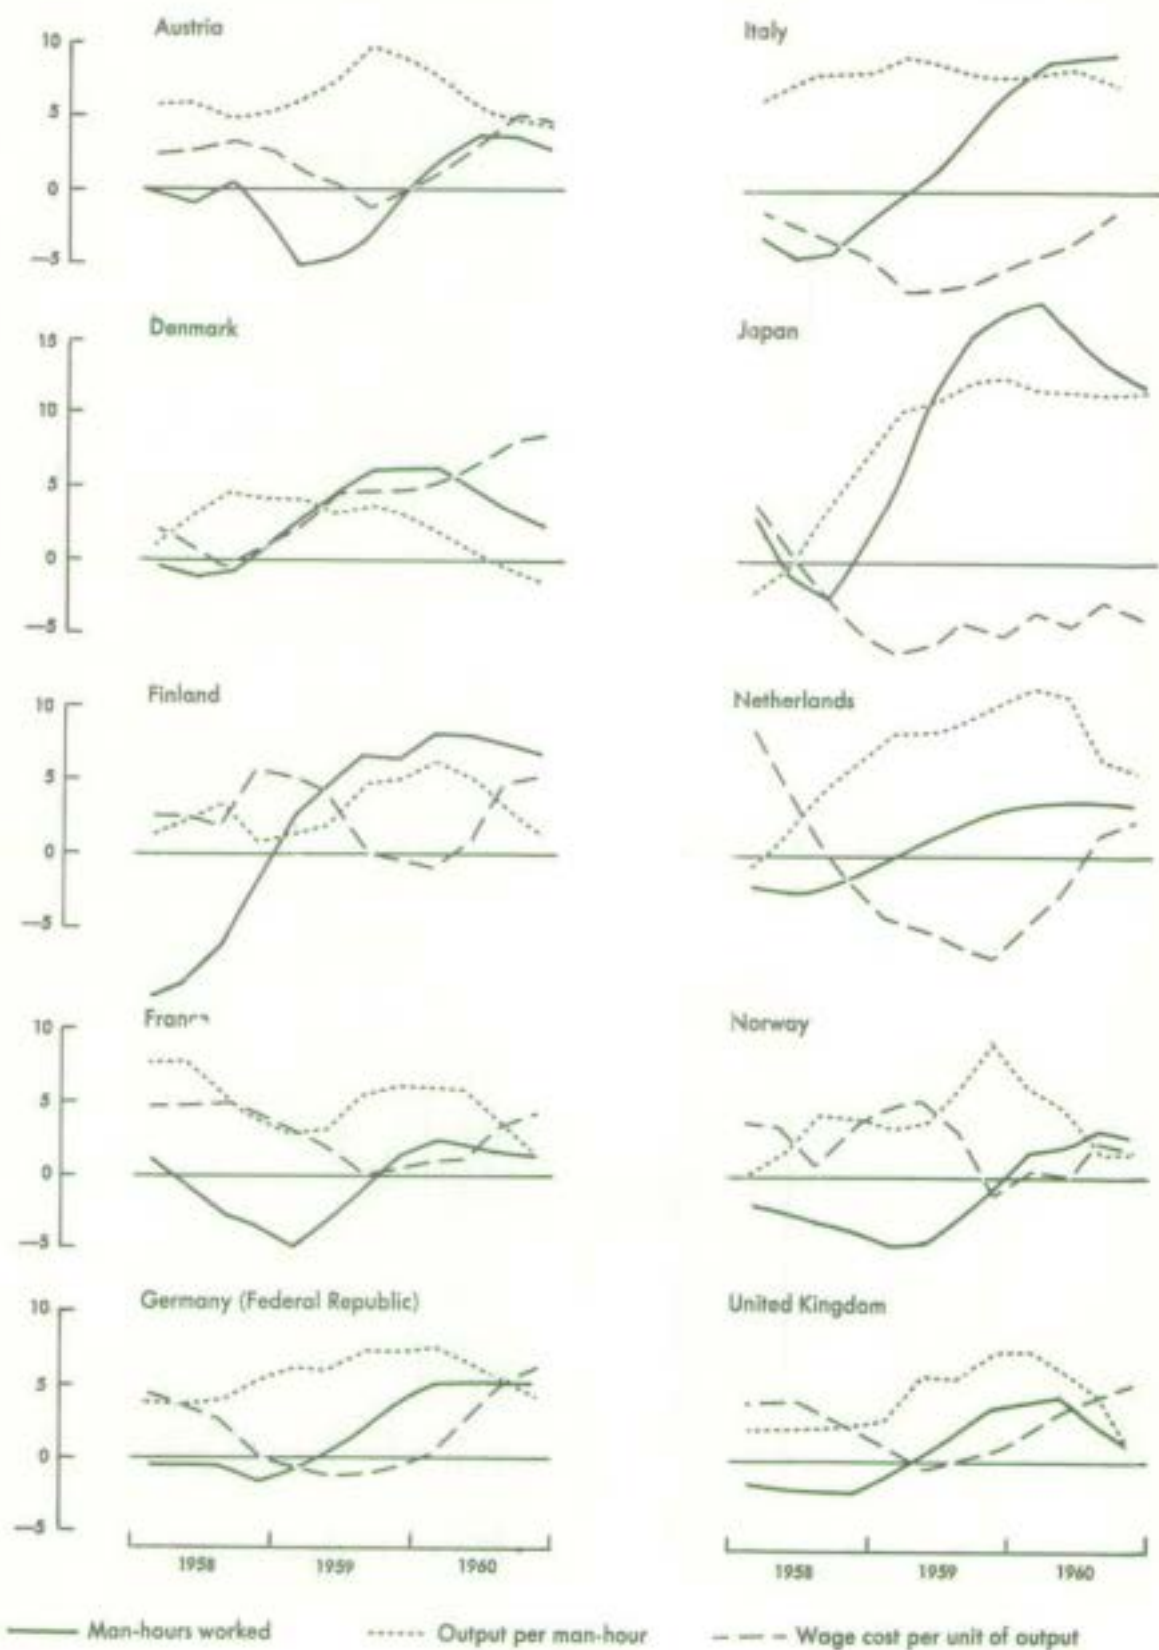 Austria
10
5
0
—5
Italy
Denmark
15
10
5
0
—5
Japan
Finland
10
5
0
—5
Netherlands
France
10
5
0
—5
Norway
Germany (Federal Republic)
10
5
0
—5
United Kingdom
1958 1959 1960
1958 1959 1960
Man-hours worked Output per man-hour Wage cost per unit of output